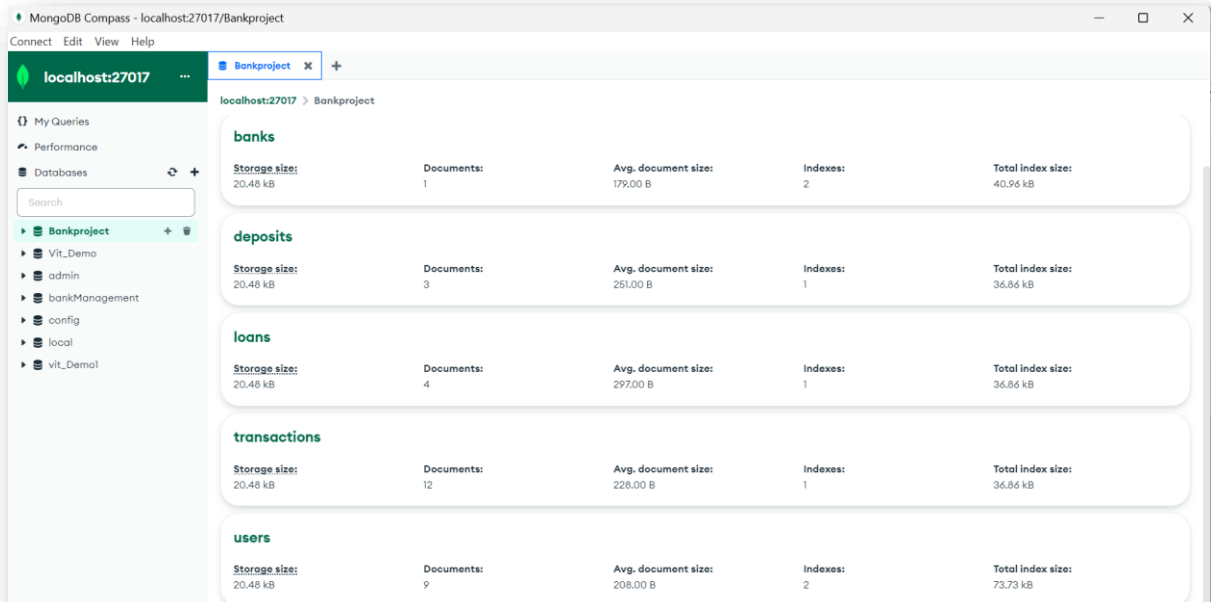 MongoDB Compass - localhost:27017/Bankproject
Connect Edit View Help
localhost:27017 ...
Bankproject
localhost:27017 > Bankproject
{} My Queries
Performance
Databases
Search
Bankproject
Vit_Demo
admin
bankManagement
config
local
vit_Demo1
banks
Storage size: Documents: Avg. document size: Indexes: Total index size:
20.48 kB 1 179.00 B 2 40.96 kB
deposits
Storage size: Documents: Avg. document size: Indexes: Total index size:
20.48 kB 3 251.00 B 1 36.86 kB
loans
Storage size: Documents: Avg. document size: Indexes: Total index size:
20.48 kB 4 297.00 B 1 36.86 kB
transactions
Storage size: Documents: Avg. document size: Indexes: Total index size:
20.48 kB 12 228.00 B 1 36.86 kB
users
Storage size: Documents: Avg. document size: Indexes: Total index size:
20.48 kB 9 208.00 B 2 73.73 kB